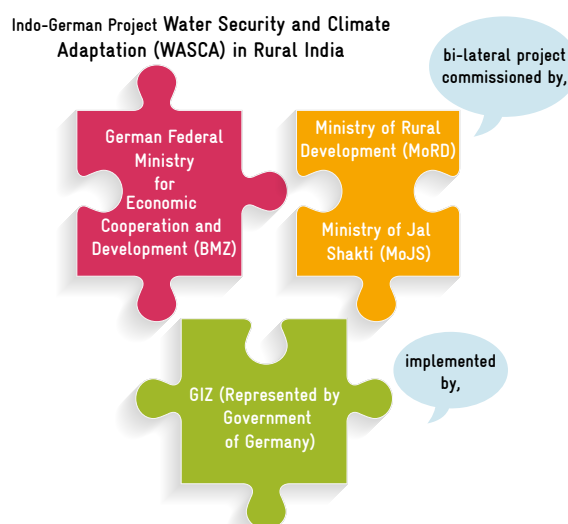 Indo-German Project Water Security and Climate
Adaptation (WASCA) in Rural India
bi-lateral project
commissioned by,
German Federal
Ministry
for
Economic
Cooperation and
Development (BMZ)
Ministry of Rural
Development (MoRD)
Ministry of Jal
Shakti (MoJS)
implemented
by,
GIZ (Represented by
Government
of Germany)